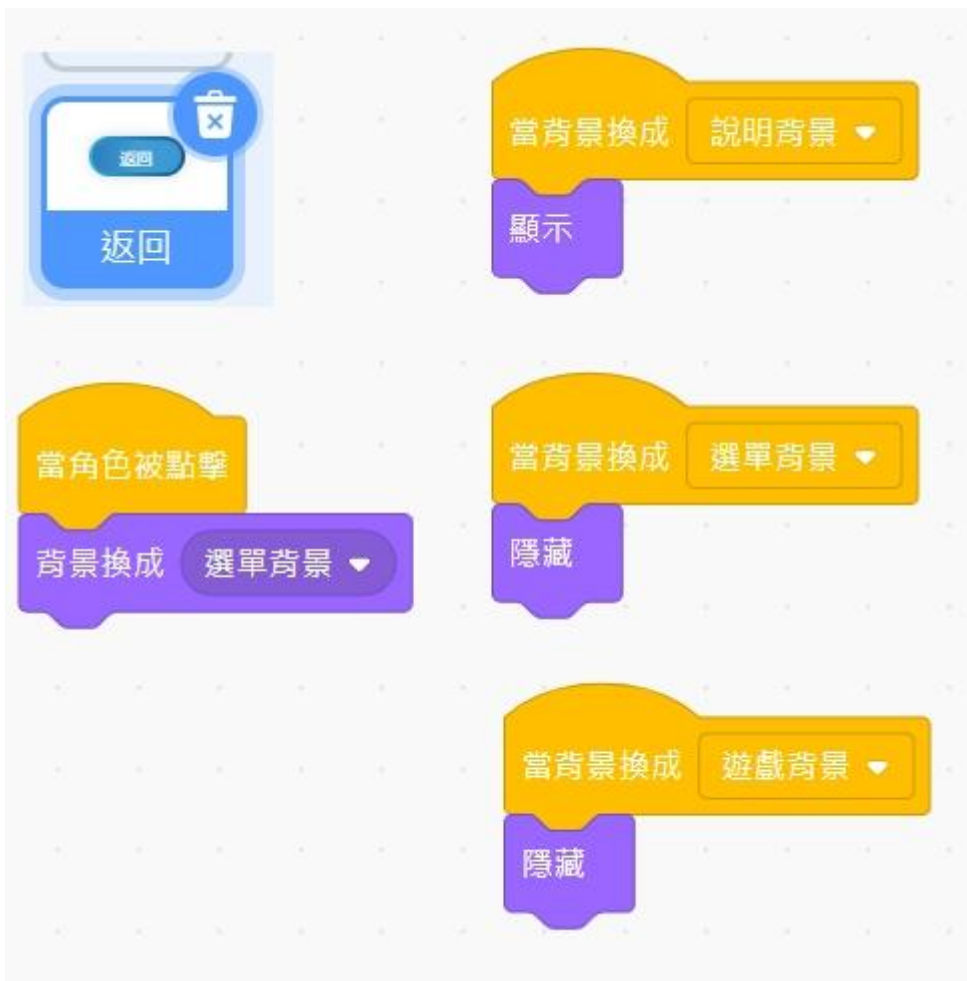 返回
返回
當背景換成 說明背景
顯示
當角色被點擊
背景換成 選單背景
當背景換成 選單背景
隱藏
當背景換成 遊戲背景
隱藏